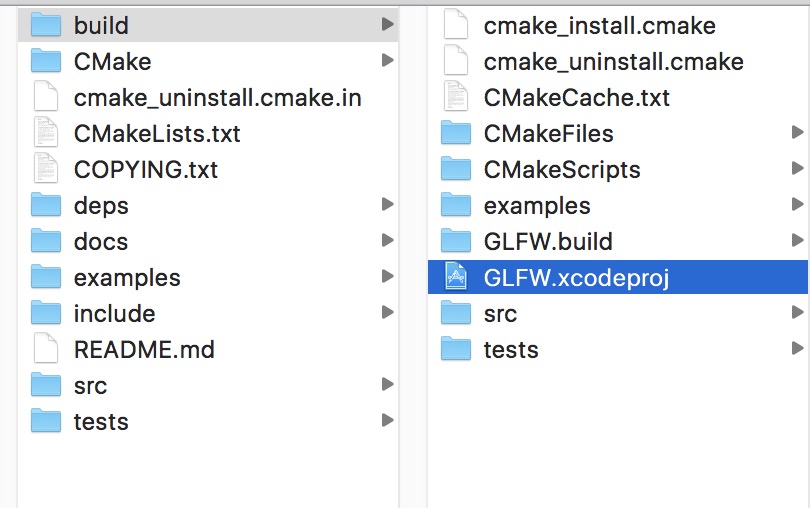 build
CMake
cmake_uninstall.cmake.in
CMakeLists.txt
COPYING.txt
deps
docs
examples
include
README.md
src
tests
cmake_install.cmake
cmake_uninstall.cmake
CMakeCache.txt
CMakeFiles
CMakeScripts
examples
GLFW.build
GLFW.xcodeproj
src
tests